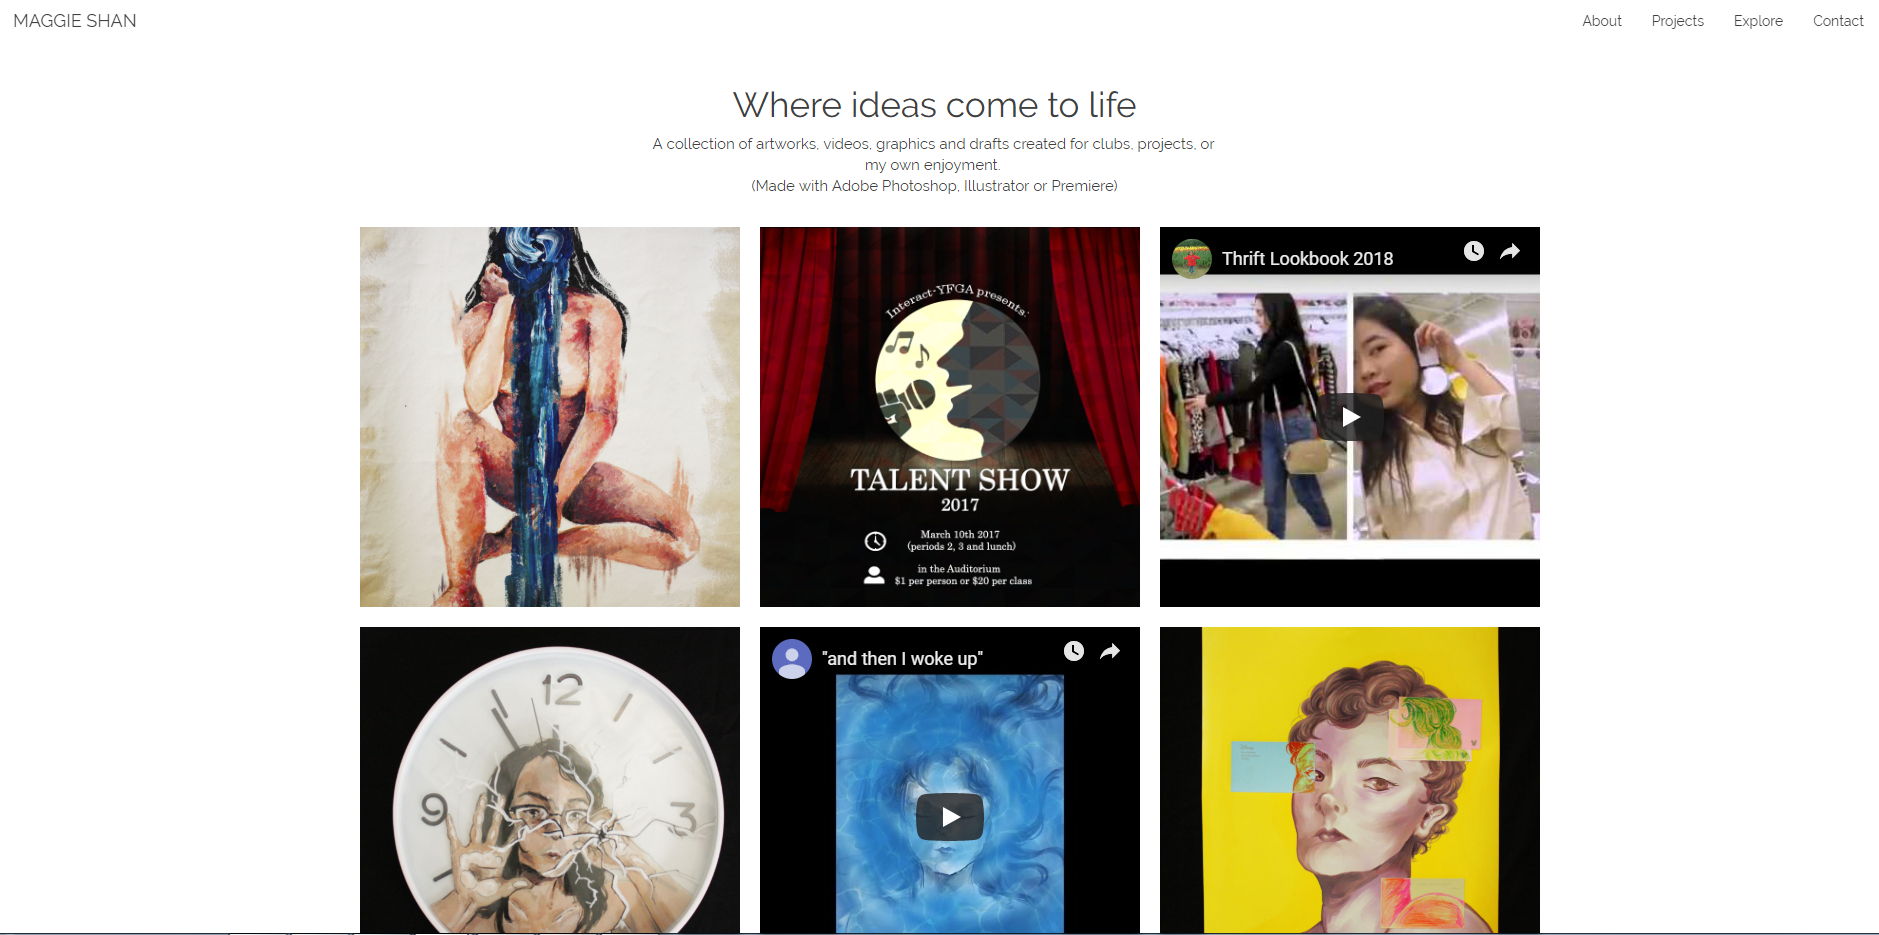 MAGGIE SHAN
About Projects Explore Contact
Where ideas come to life
A collection of artworks, videos, graphics and drafts created for clubs, projects, or
my own enjoyment.
(Made with Adobe Photoshop, Illustrator or Premiere)
Interact-YFGA presents:
TALENT SHOW
2017
March 10th 2017
(periods 2, 3 and lunch)
in the Auditorium
$1 per person or $20 per class
Thrift Lookbook 2018
12
9
3
"and then I woke up"